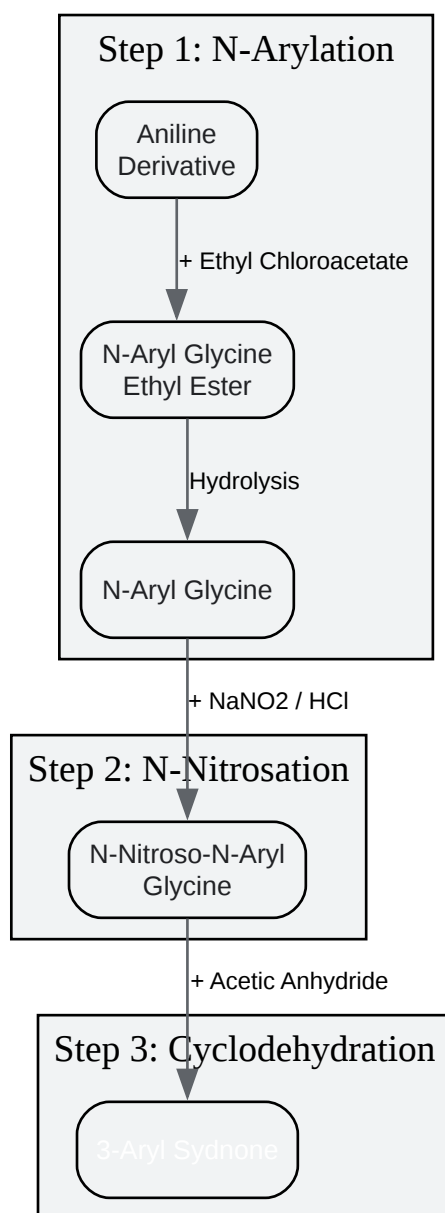 Step 1: N-Arylation
Aniline
Derivative
+ Ethyl Chloroacetate
N-Aryl Glycine
Ethyl Ester
Hydrolysis
N-Aryl Glycine
+ NaNO2 / HCl
Step 2: N-Nitrosation
N-Nitroso-N-Aryl
Glycine
+ Acetic Anhydride
Step 3: Cyclodehydration
3-Aryl Sydnone